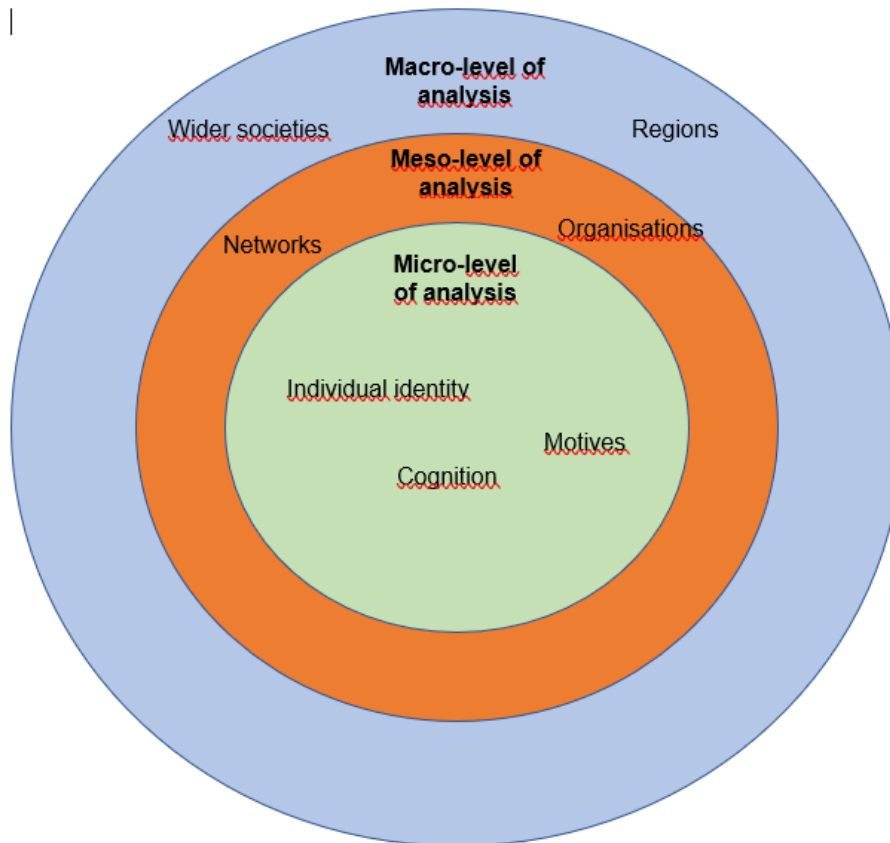 Macro-level of
analysis
Wider societies
Regions
Meso-level of
analysis
Organisations
Networks
Micro-level
of analysis
Individual identity
Motives
Cognition